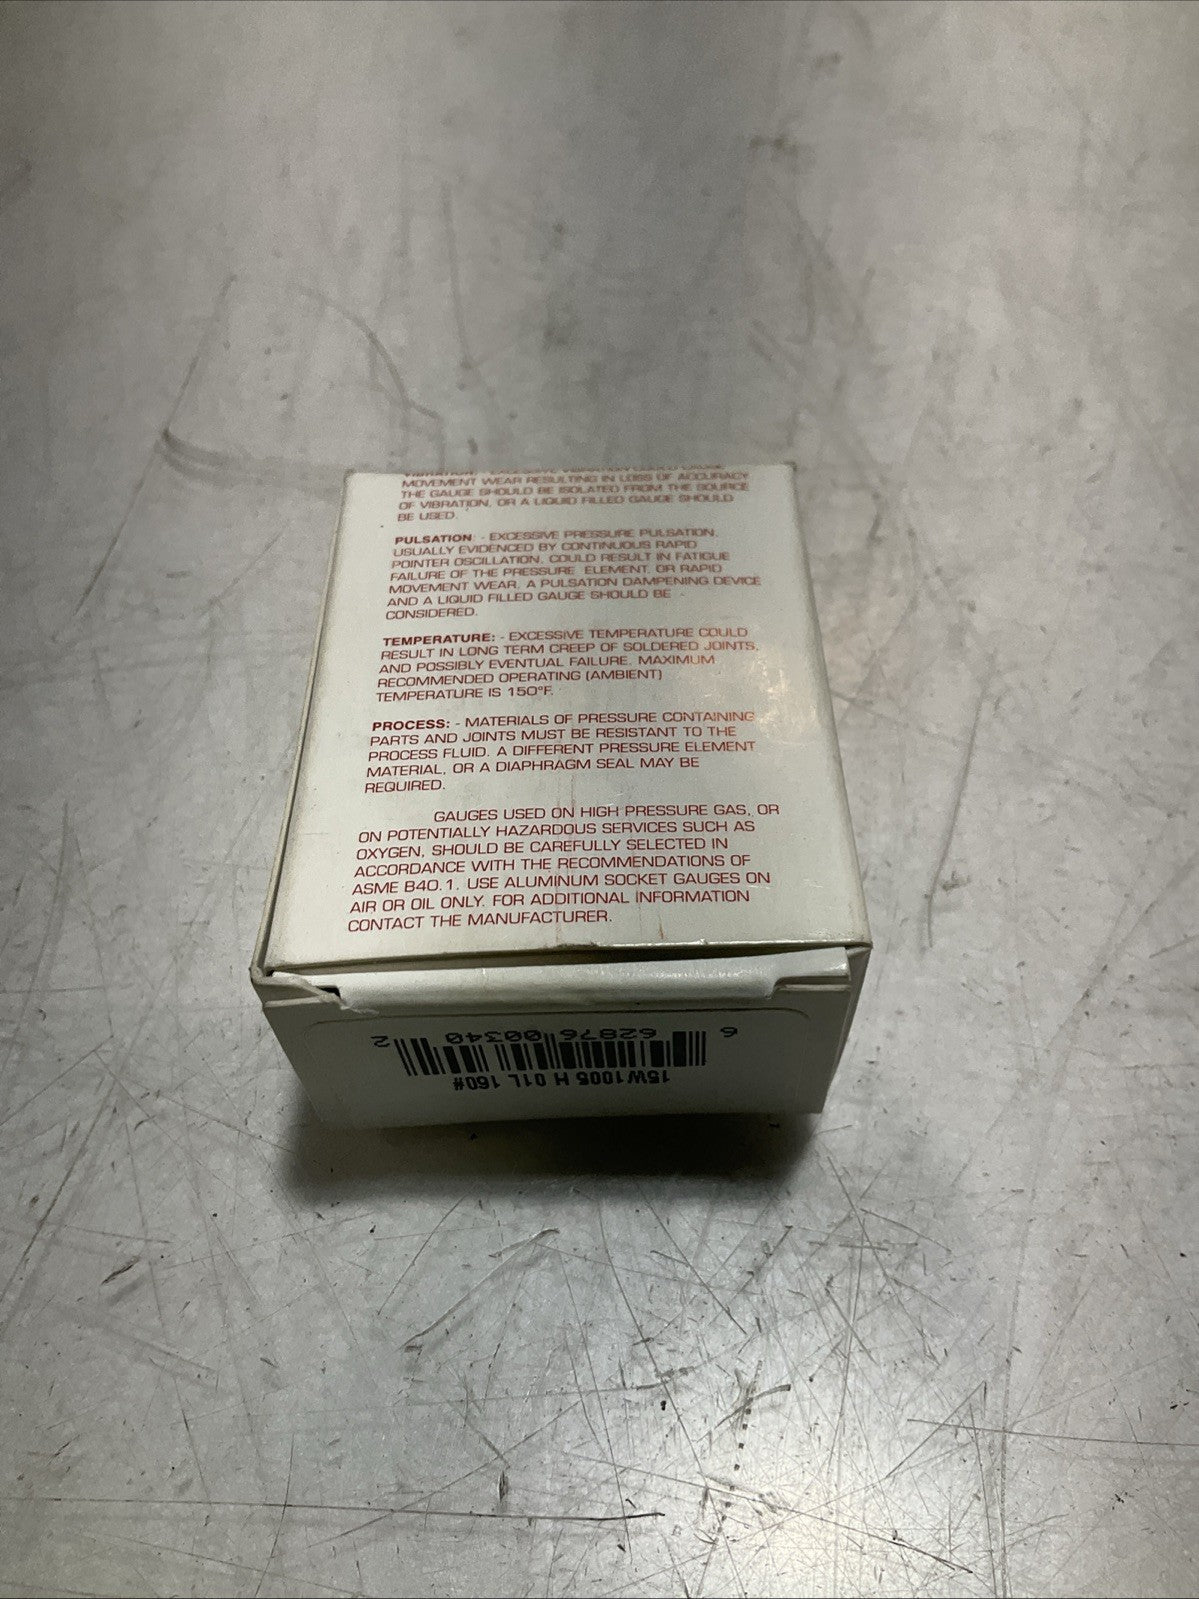 VIBRATION: - EXCESSIVE VIBRATION COULD CAUSE
MOVEMENT WEAR RESULTING IN LOSS OF ACCURACY
THE GAUGE SHOULD BE ISOLATED FROM THE SOURCE
OF VIBRATION, OR A LIQUID FILLED GAUGE SHOULD
BE USED.
PULSATION: - EXCESSIVE PRESSURE PULSATION,
USUALLY EVIDENCED BY CONTINUOUS RAPID
POINTER OSCILLATION, COULD RESULT IN FATIGUE
FAILURE OF THE PRESSURE ELEMENT, OR RAPID
MOVEMENT WEAR. A PULSATION DAMPENING DEVICE
AND A LIQUID FILLED GAUGE SHOULD BE
CONSIDERED.
TEMPERATURE: - EXCESSIVE TEMPERATURE COULD
RESULT IN LONG TERM CREEP OF SOLDERED JOINTS,
AND POSSIBLY EVENTUAL FAILURE. MAXIMUM
RECOMMENDED OPERATING (AMBIENT)
TEMPERATURE IS 150°F.
PROCESS: - MATERIALS OF PRESSURE CONTAINING
PARTS AND JOINTS MUST BE RESISTANT TO THE
PROCESS FLUID. A DIFFERENT PRESSURE ELEMENT
MATERIAL, OR A DIAPHRAGM SEAL MAY BE
REQUIRED.
GAUGES USED ON HIGH PRESSURE GAS, OR
ON POTENTIALLY HAZARDOUS SERVICES SUCH AS
OXYGEN, SHOULD BE CAREFULLY SELECTED IN
ACCORDANCE WITH THE RECOMMENDATIONS OF
ASME B40.1. USE ALUMINUM SOCKET GAUGES ON
AIR OR OIL ONLY. FOR ADDITIONAL INFORMATION
CONTACT THE MANUFACTURER.
15W1005 H 01L 160#
6 62876 00340 2